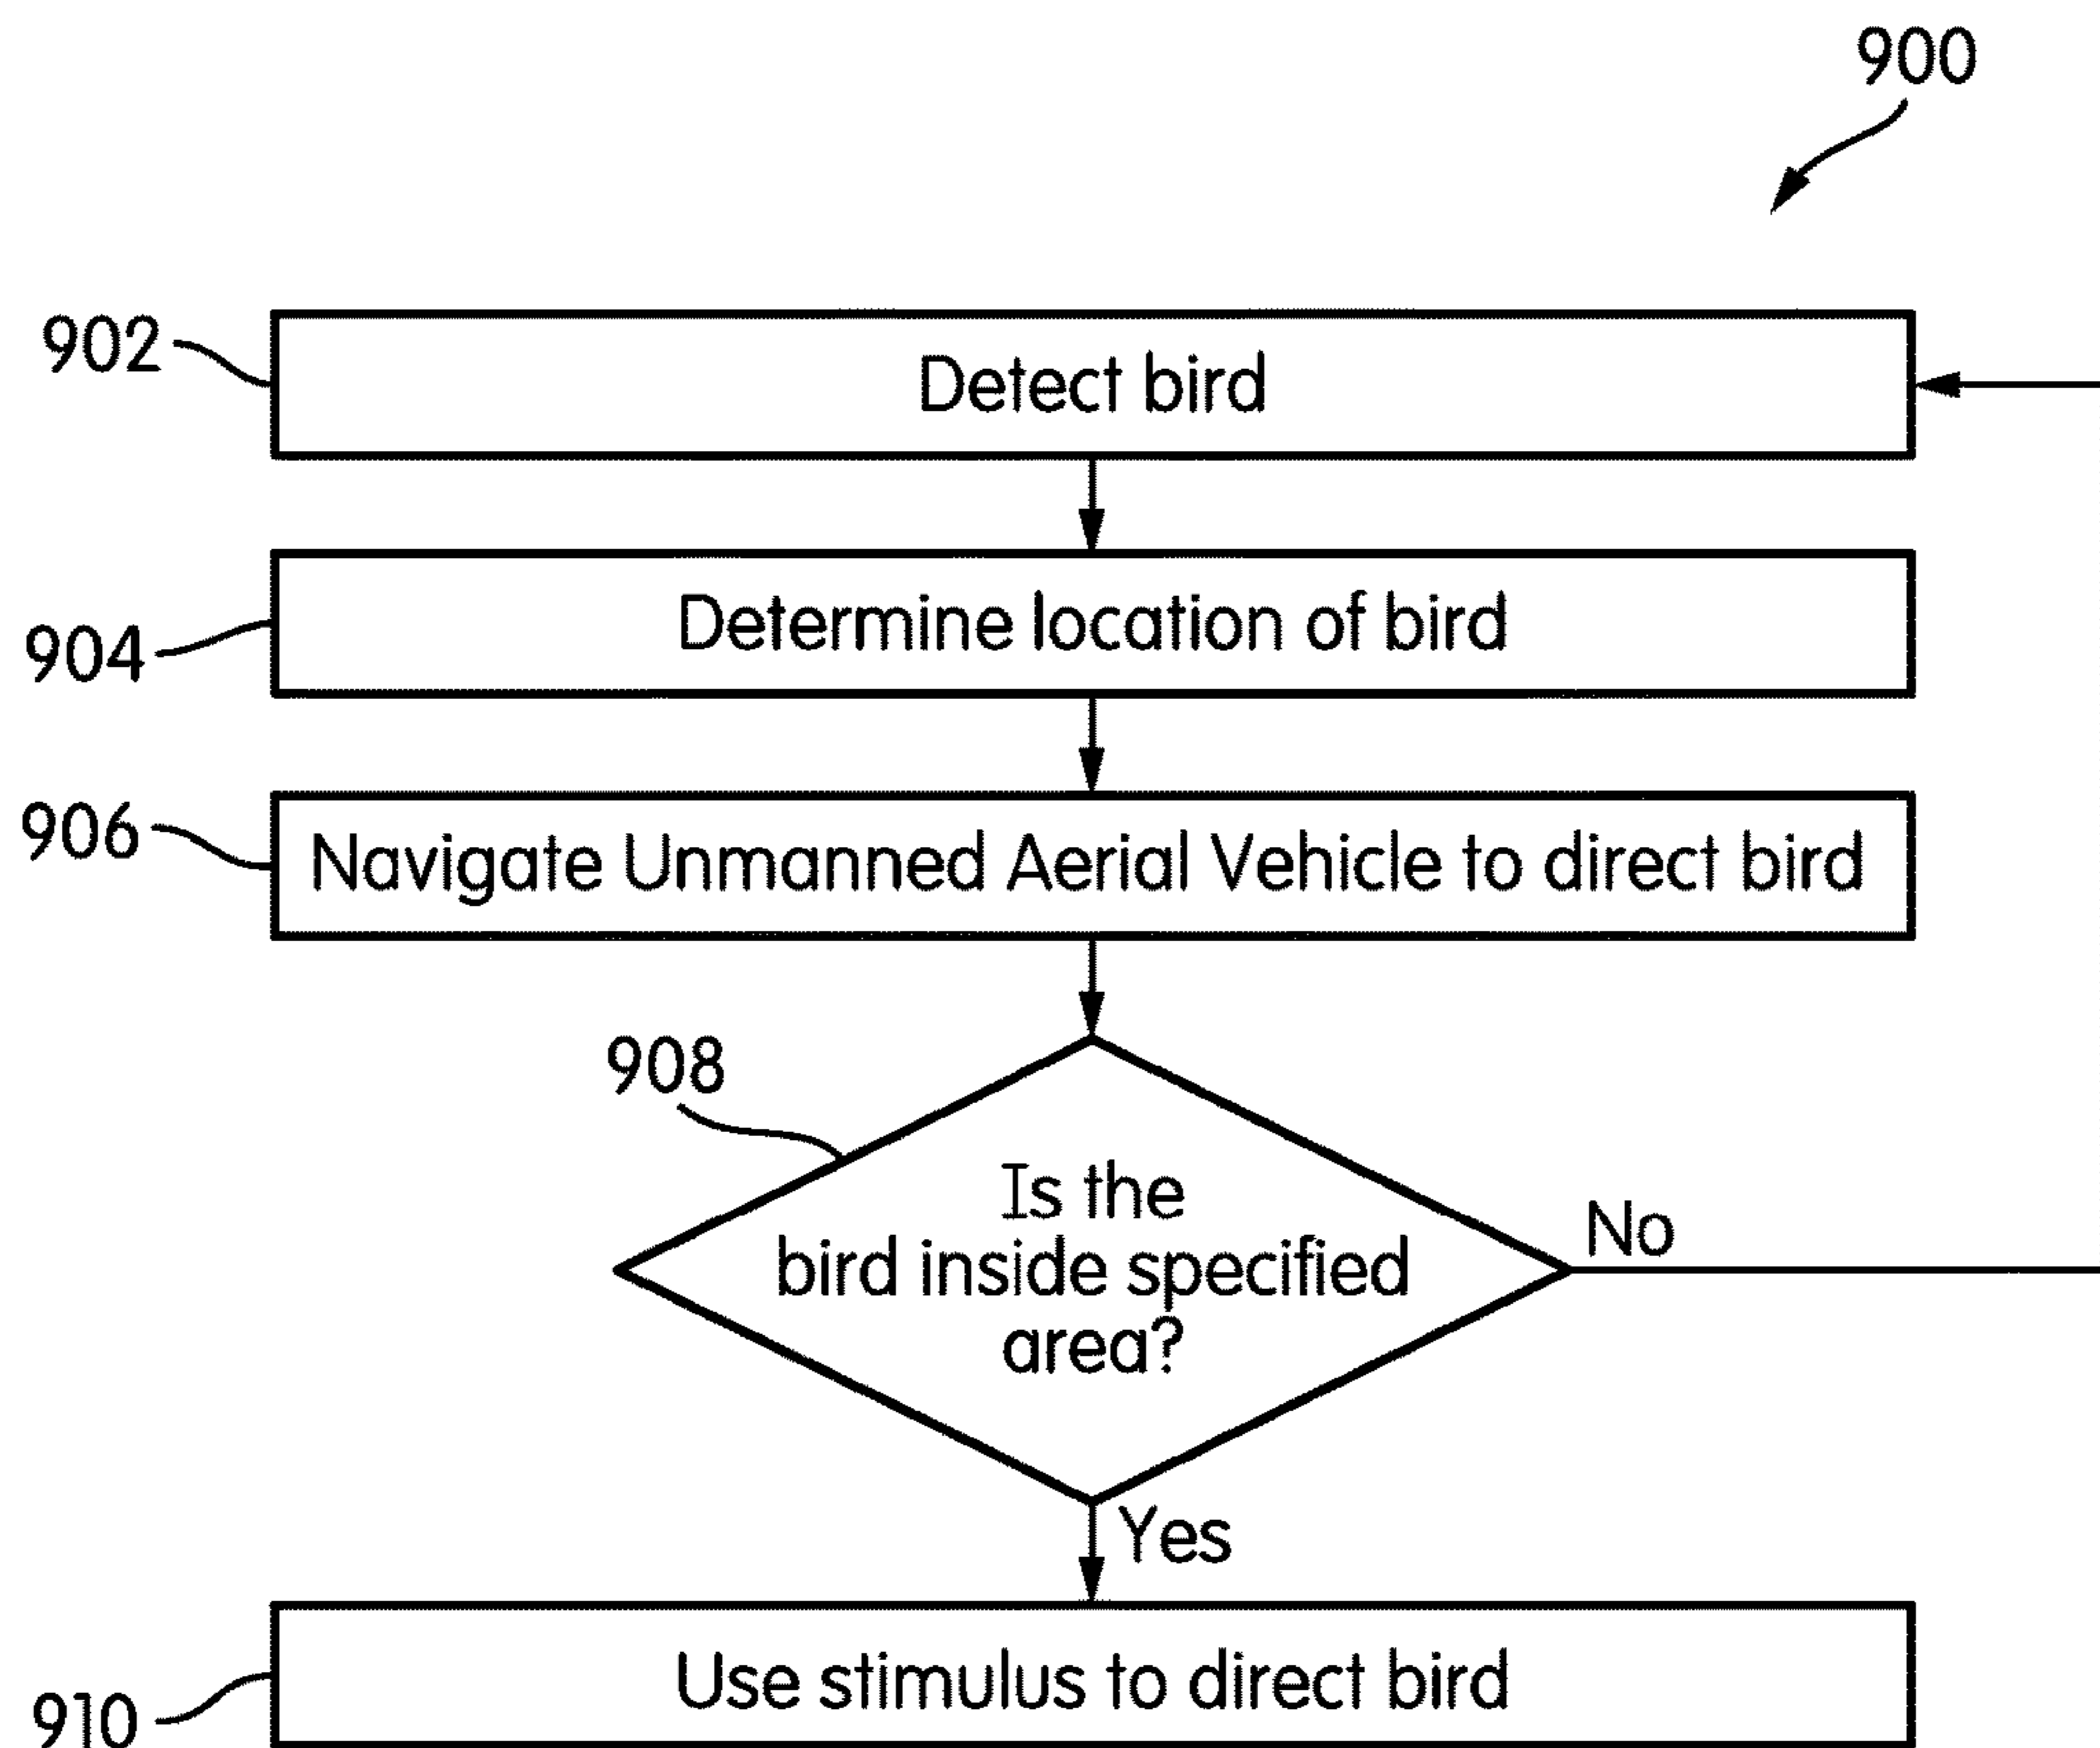 900
902
Detect bird
904
Determine location of bird
906
Navigate Unmanned Aerial Vehicle to direct bird
908
Is the
bird inside specified
area?
No
Yes
910
Use stimulus to direct bird